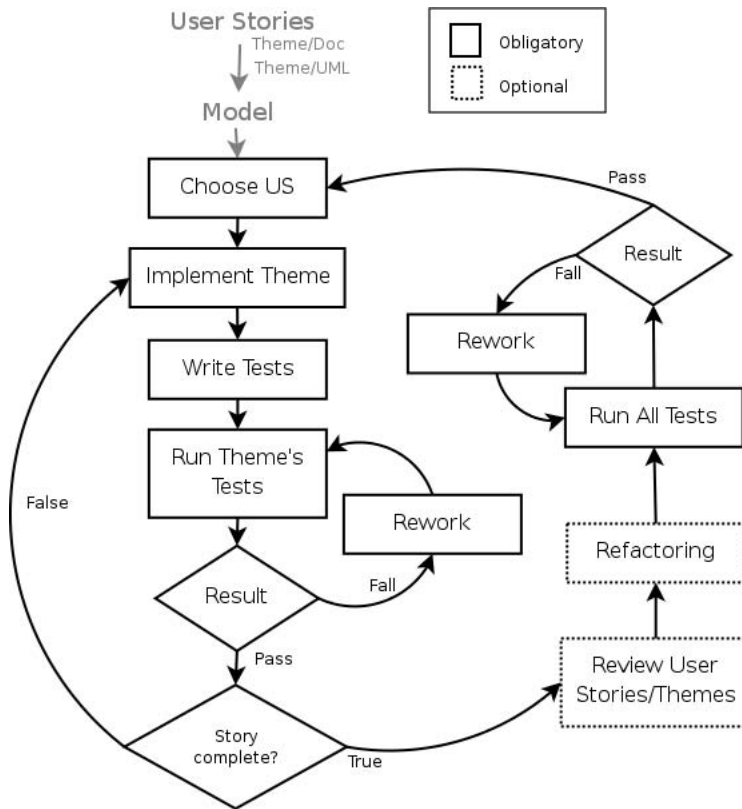 User Stories
Theme/Doc
Theme/UML
Model
Obligatory
Optional
Choose US
Implement Theme
Write Tests
Run Theme's
Tests
Rework
Result
Fall
Pass
Story
complete?
False
True
Review User
Stories/Themes
Refactoring
Run All Tests
Rework
Fall
Result
Pass